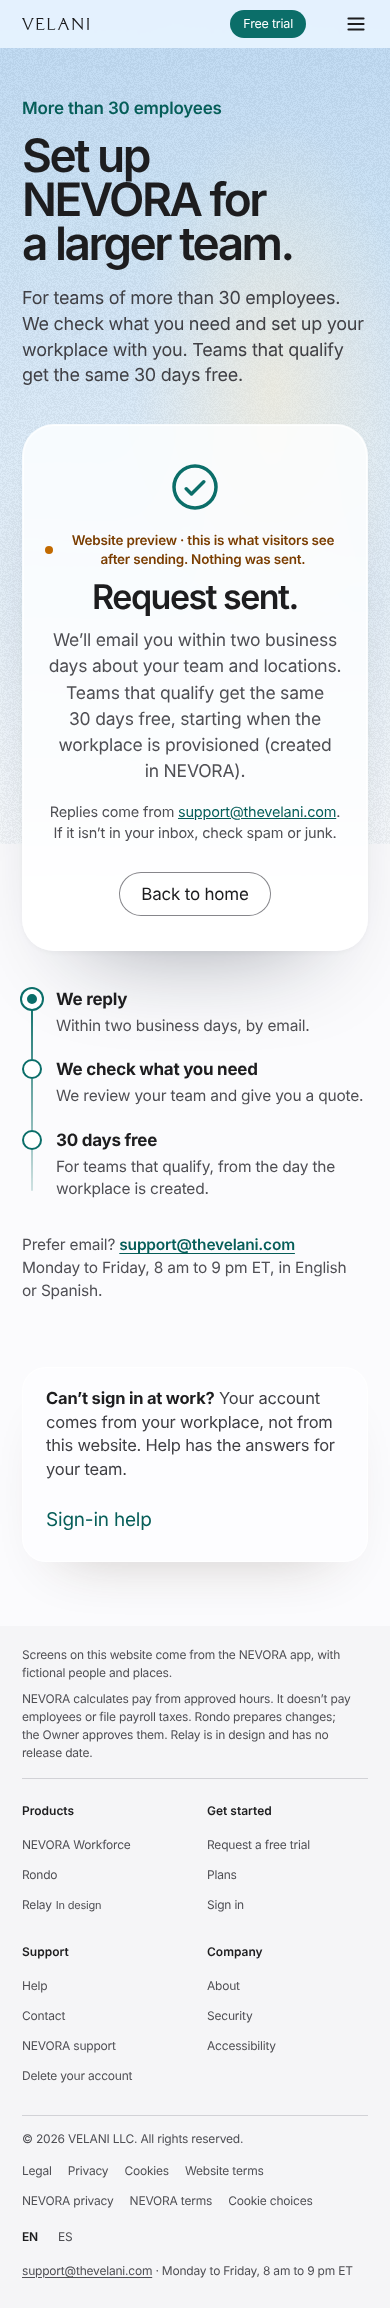 VELANI
Free trial
More than 30 employees
Set up
NEVORA for
a larger team.
For teams of more than 30 employees.
We check what you need and set up your
workplace with you. Teams that qualify
get the same 30 days free.
Website preview · this is what visitors see
after sending. Nothing was sent.
Request sent.
We’ll email you within two business
days about your team and locations.
Teams that qualify get the same
30 days free, starting when the
workplace is provisioned (created
in NEVORA).
Replies come from support@thevelani.com.
If it isn’t in your inbox, check spam or junk.
Back to home
We reply
Within two business days, by email.
We check what you need
We review your team and give you a quote.
30 days free
For teams that qualify, from the day the
workplace is created.
Prefer email? support@thevelani.com
Monday to Friday, 8 am to 9 pm ET, in English
or Spanish.
Can’t sign in at work? Your account
comes from your workplace, not from
this website. Help has the answers for
your team.
Sign-in help
Screens on this website come from the NEVORA app, with
fictional people and places.
NEVORA calculates pay from approved hours. It doesn’t pay
employees or file payroll taxes. Rondo prepares changes;
the Owner approves them. Relay is in design and has no
release date.
Products
NEVORA Workforce
Rondo
Relay In design
Get started
Request a free trial
Plans
Sign in
Support
Help
Contact
NEVORA support
Delete your account
Company
About
Security
Accessibility
© 2026 VELANI LLC. All rights reserved.
Legal Privacy Cookies Website terms
NEVORA privacy NEVORA terms Cookie choices
EN ES
support@thevelani.com · Monday to Friday, 8 am to 9 pm ET